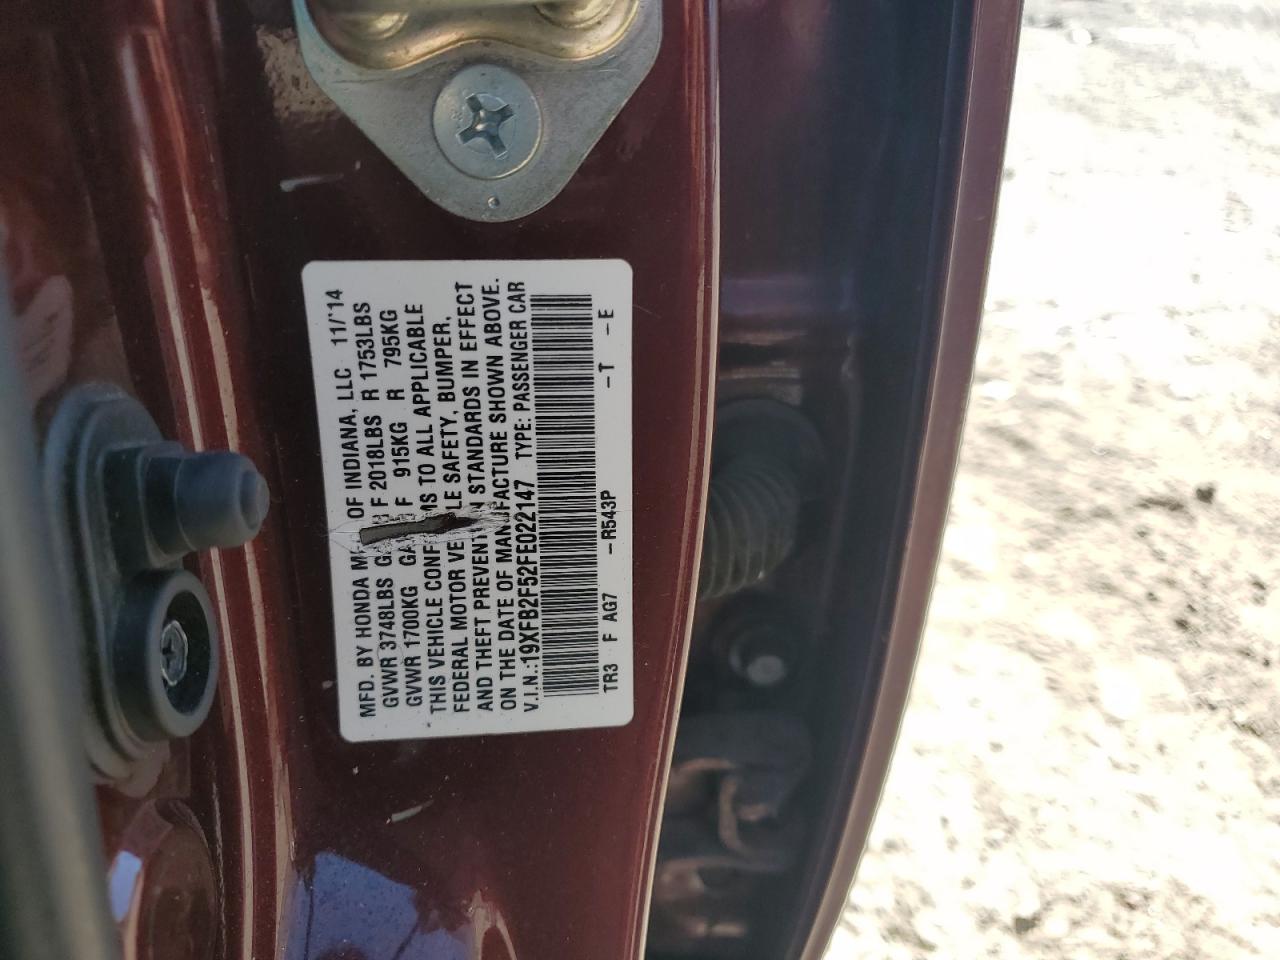 MFD. BY HONDA M OF INDIANA, LLC 11/'14
GVWR 3748LBS G F 2018LBS R 1753LBS
GVWR 1700KG GA F 915KG R 795KG
THIS VEHICLE CONF MS TO ALL APPLICABLE
FEDERAL MOTOR VE LE SAFETY, BUMPER,
AND THEFT PREVENTI N STANDARDS IN EFFECT
ON THE DATE OF MANUFACTURE SHOWN ABOVE.
V.I.N.:19XFB2F52FE022147 TYPE: PASSENGER CAR
TR3 F AG7 -R543P -T -E